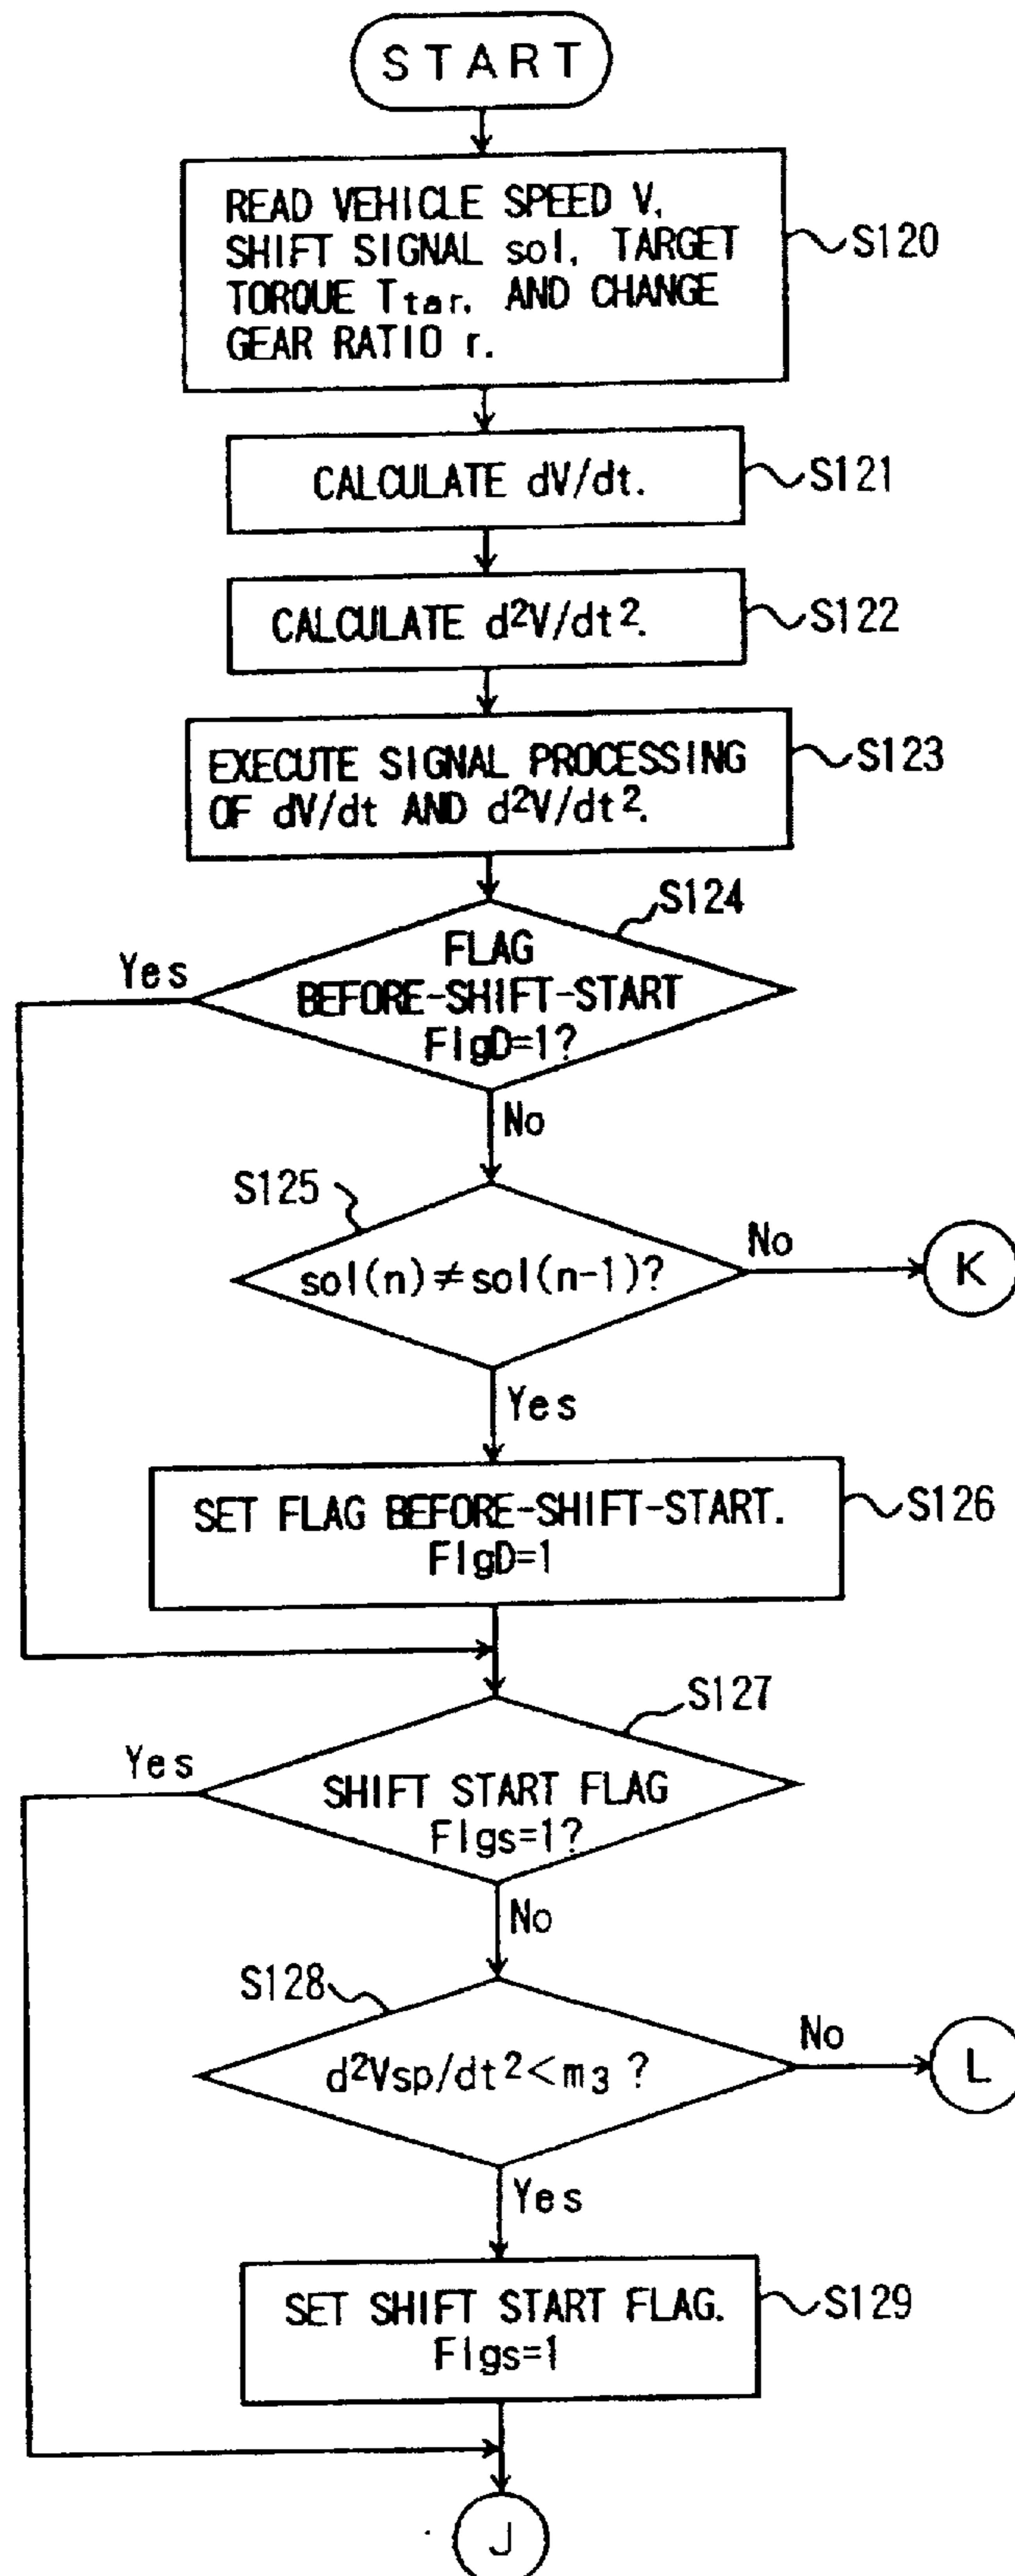 START
READ VEHICLE SPEED V,
SHIFT SIGNAL sol, TARGET
TORQUE Ttar, AND CHANGE
GEAR RATIO r.
S120
CALCULATE dV/dt.
S121
CALCULATE d²V/dt².
S122
EXECUTE SIGNAL PROCESSING
OF dV/dt AND d²V/dt².
S123
S124
FLAG
BEFORE-SHIFT-START
FlgD=1?
Yes
No
S125
sol(n)≠sol(n-1)?
No
K
Yes
SET FLAG BEFORE-SHIFT-START.
FlgD=1
S126
S127
SHIFT START FLAG
Flgs=1?
Yes
No
S128
d²Vsp/dt²<m₃ ?
No
L
Yes
SET SHIFT START FLAG.
Flgs=1
S129
J